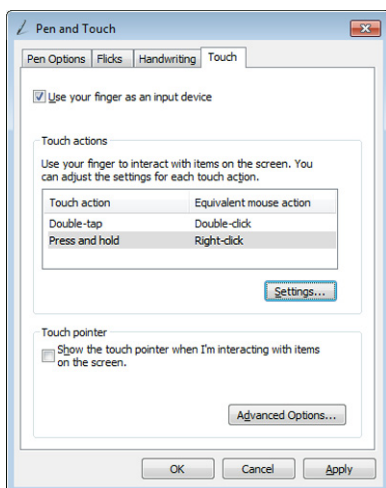 Pen and Touch
Pen Options Flicks Handwriting Touch
Use your finger as an input device
Touch actions
Use your finger to interact with items on the screen. You
can adjust the settings for each touch action.
Touch action Equivalent mouse action
Double-tap Double-click
Press and hold Right-click
Settings...
Touch pointer
Show the touch pointer when I'm interacting with items
on the screen.
Advanced Options...
OK Cancel Apply